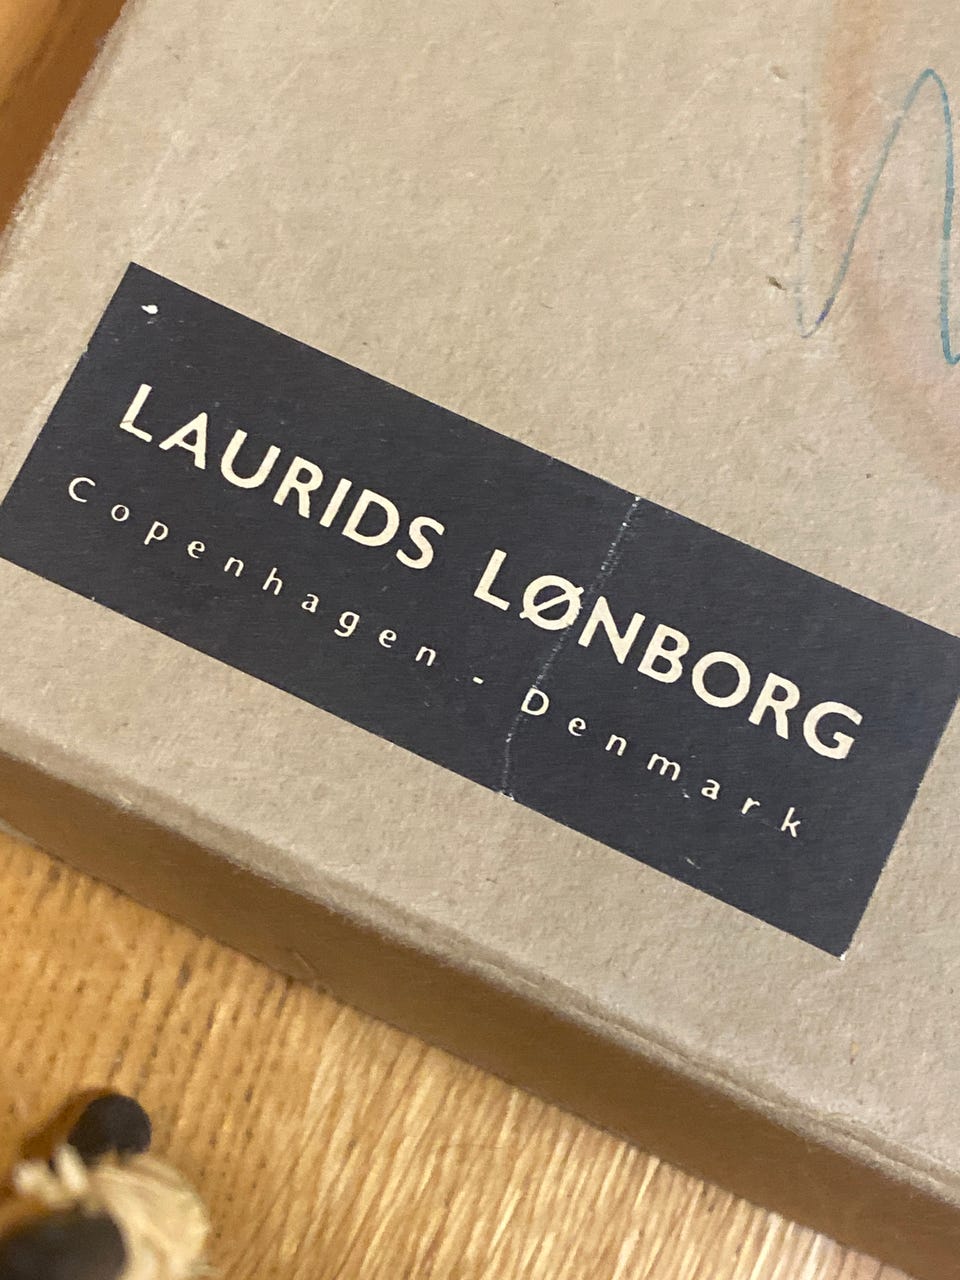 LAURIDS LØNBORG
Copenhagen - Denmark